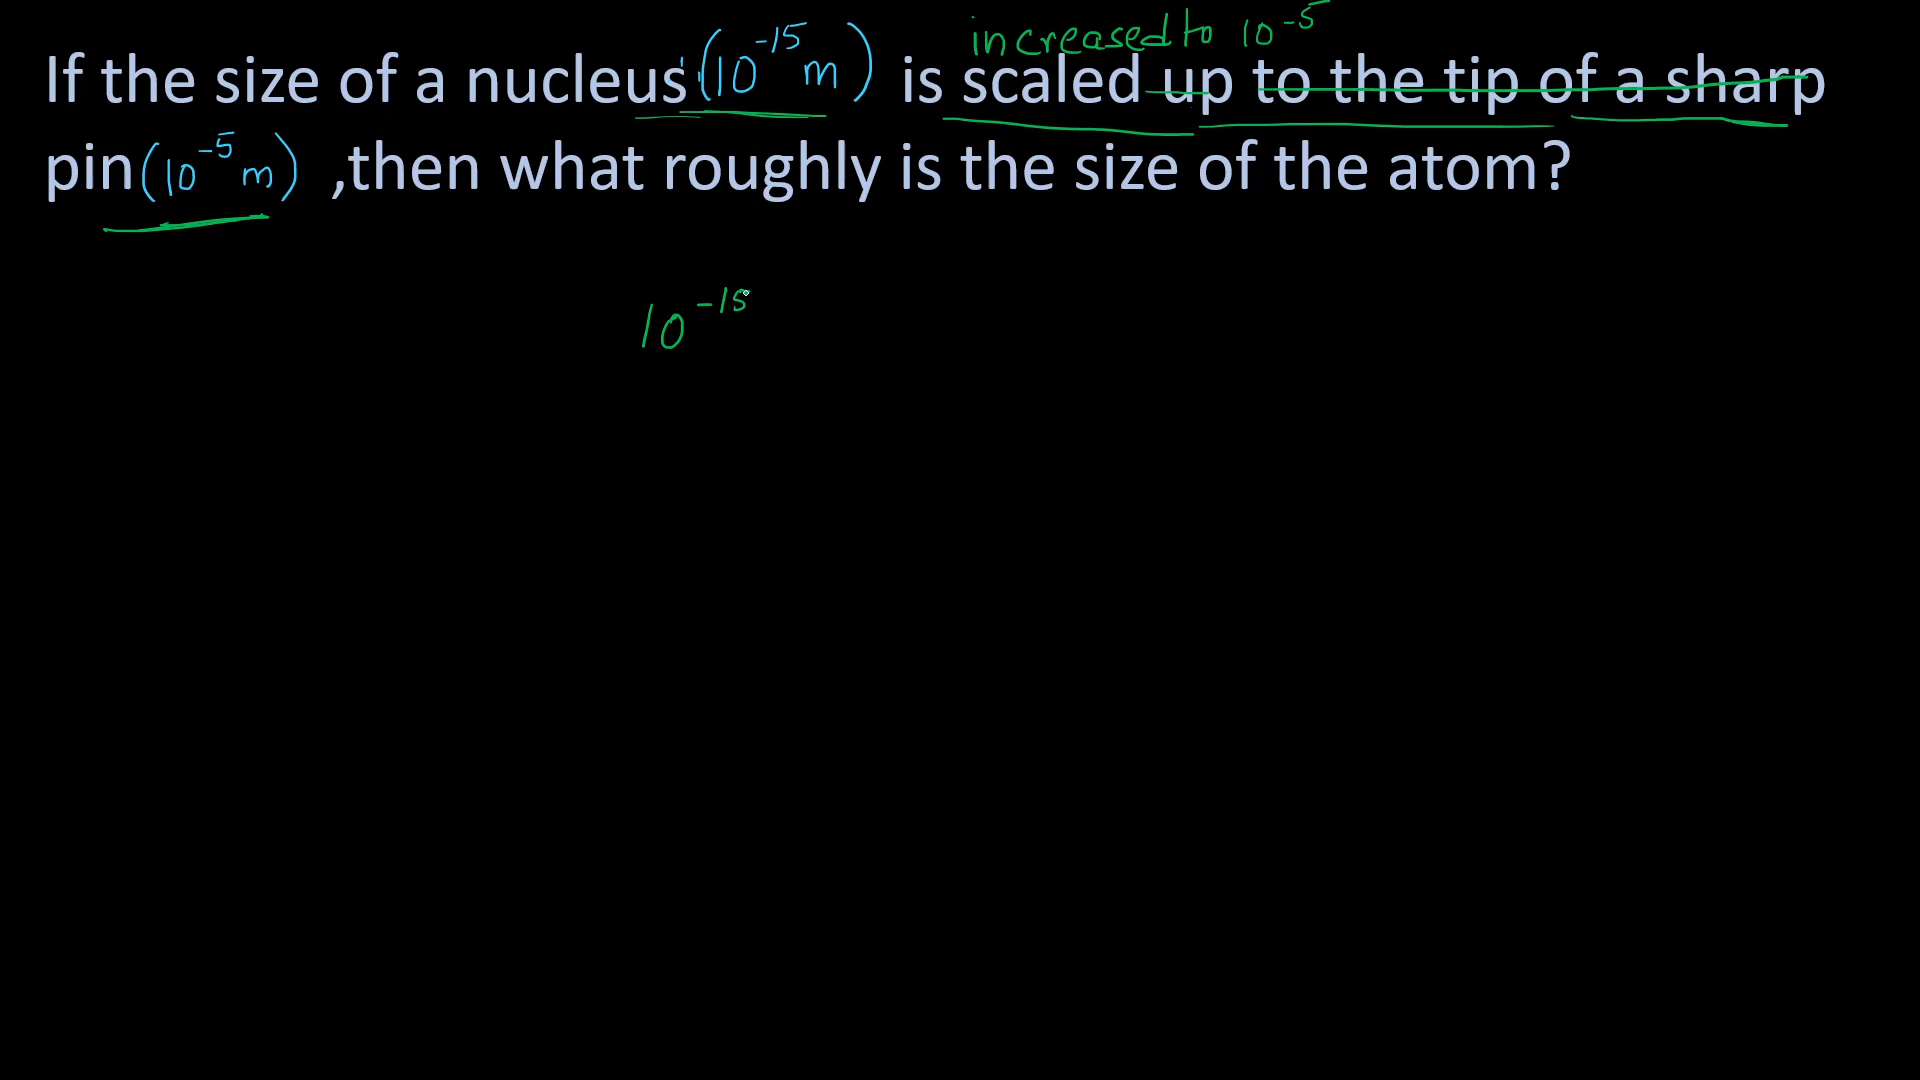 increased to 10⁻⁵
If the size of a nucleus (10⁻¹⁵ m) is scaled up to the tip of a sharp
pin (10⁻⁵ m) ,then what roughly is the size of the atom?
10⁻¹⁵